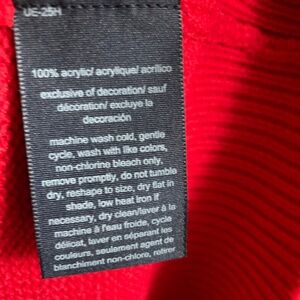 UE-25H
100% acrylic/ acrylique/ acrílico
exclusive of decoration/ sauf
décoration/ excluye la
decoración
machine wash cold, gentle
cycle, wash with like colors,
non-chlorine bleach only,
remove promptly, do not tumble
dry, reshape to size, dry flat in
shade, low heat iron if
necessary, dry clean/laver à la
machine à l'eau froide, cycle
délicat, laver en séparant les
couleurs, seulement agent de
blanchiment non-chlore, retirer